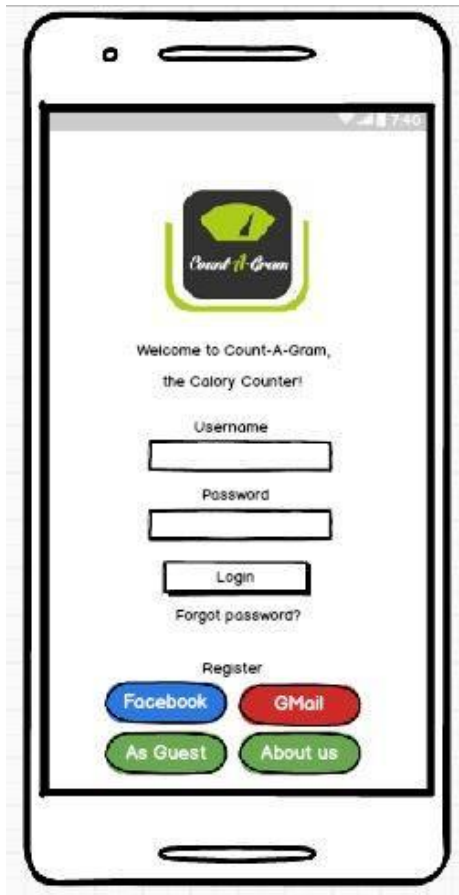 7:40
Count-A-Gram
Welcome to Count-A-Gram,
the Calory Counter!
Username
Password
Login
Forgot password?
Register
Facebook GMail
As Guest About us